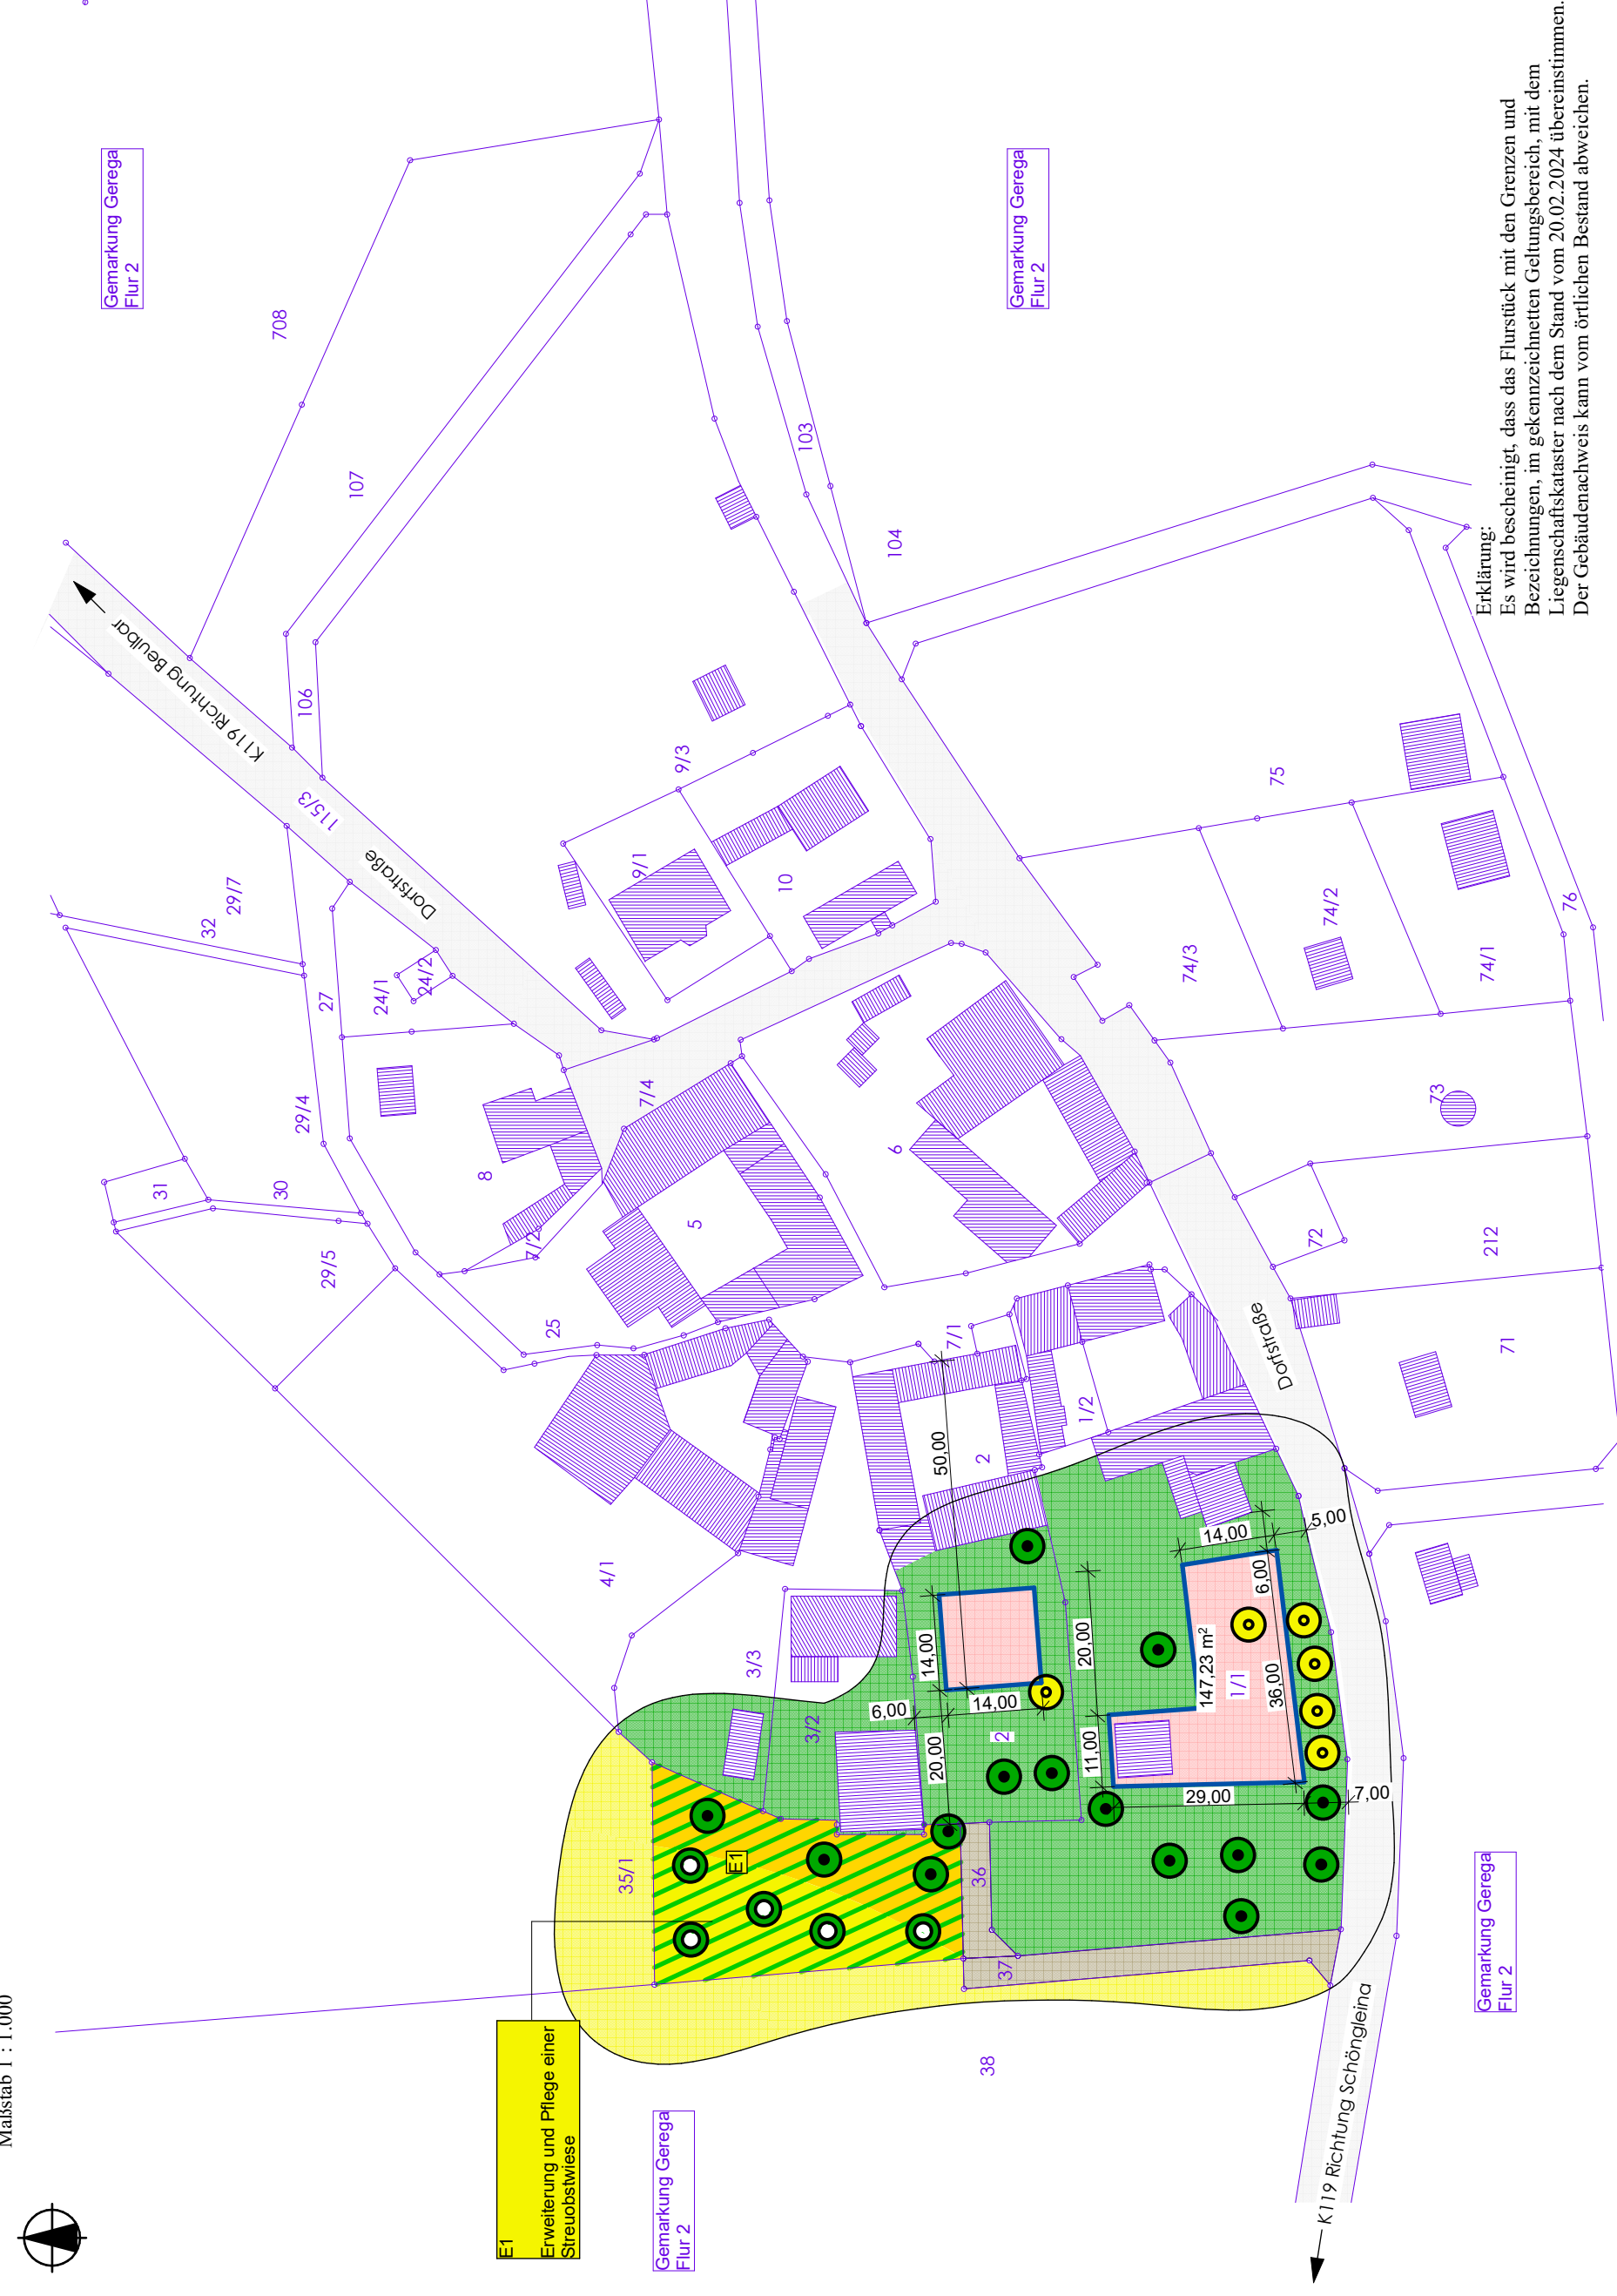 Maßstab 1 : 1.000
E1
Erweiterung und Pflege einer
Streuobstwiese
Gemarkung Gerega
Flur 2
Gemarkung Gerega
Flur 2
Gemarkung Gerega
Flur 2
Gemarkung Gerega
Flur 2
K119 Richtung Beulbar
115/3
Dorfstraße
Dorfstraße
K119 Richtung Schöngleina
708
107
106
103
104
32
29/7
27
24/1
24/2
29/4
31
30
29/5
8
7/2
7/4
25
5
6
9/3
9/1
10
75
74/3
74/2
74/1
76
73
72
212
71
7/1
1/2
2
4/1
3/3
3/2
35/1
E1
36
37
38
2
1/1
147,23 m²
50,00
14,00
14,00
6,00
20,00
20,00
11,00
29,00
7,00
36,00
6,00
14,00
5,00
Erklärung:
Es wird bescheinigt, dass das Flurstück mit den Grenzen und
Bezeichnungen, im gekennzeichnetten Geltungsbereich, mit dem
Liegenschaftskataster nach dem Stand vom 20.02.2024 übereinstimmen.
Der Gebäudenachweis kann vom örtlichen Bestand abweichen.